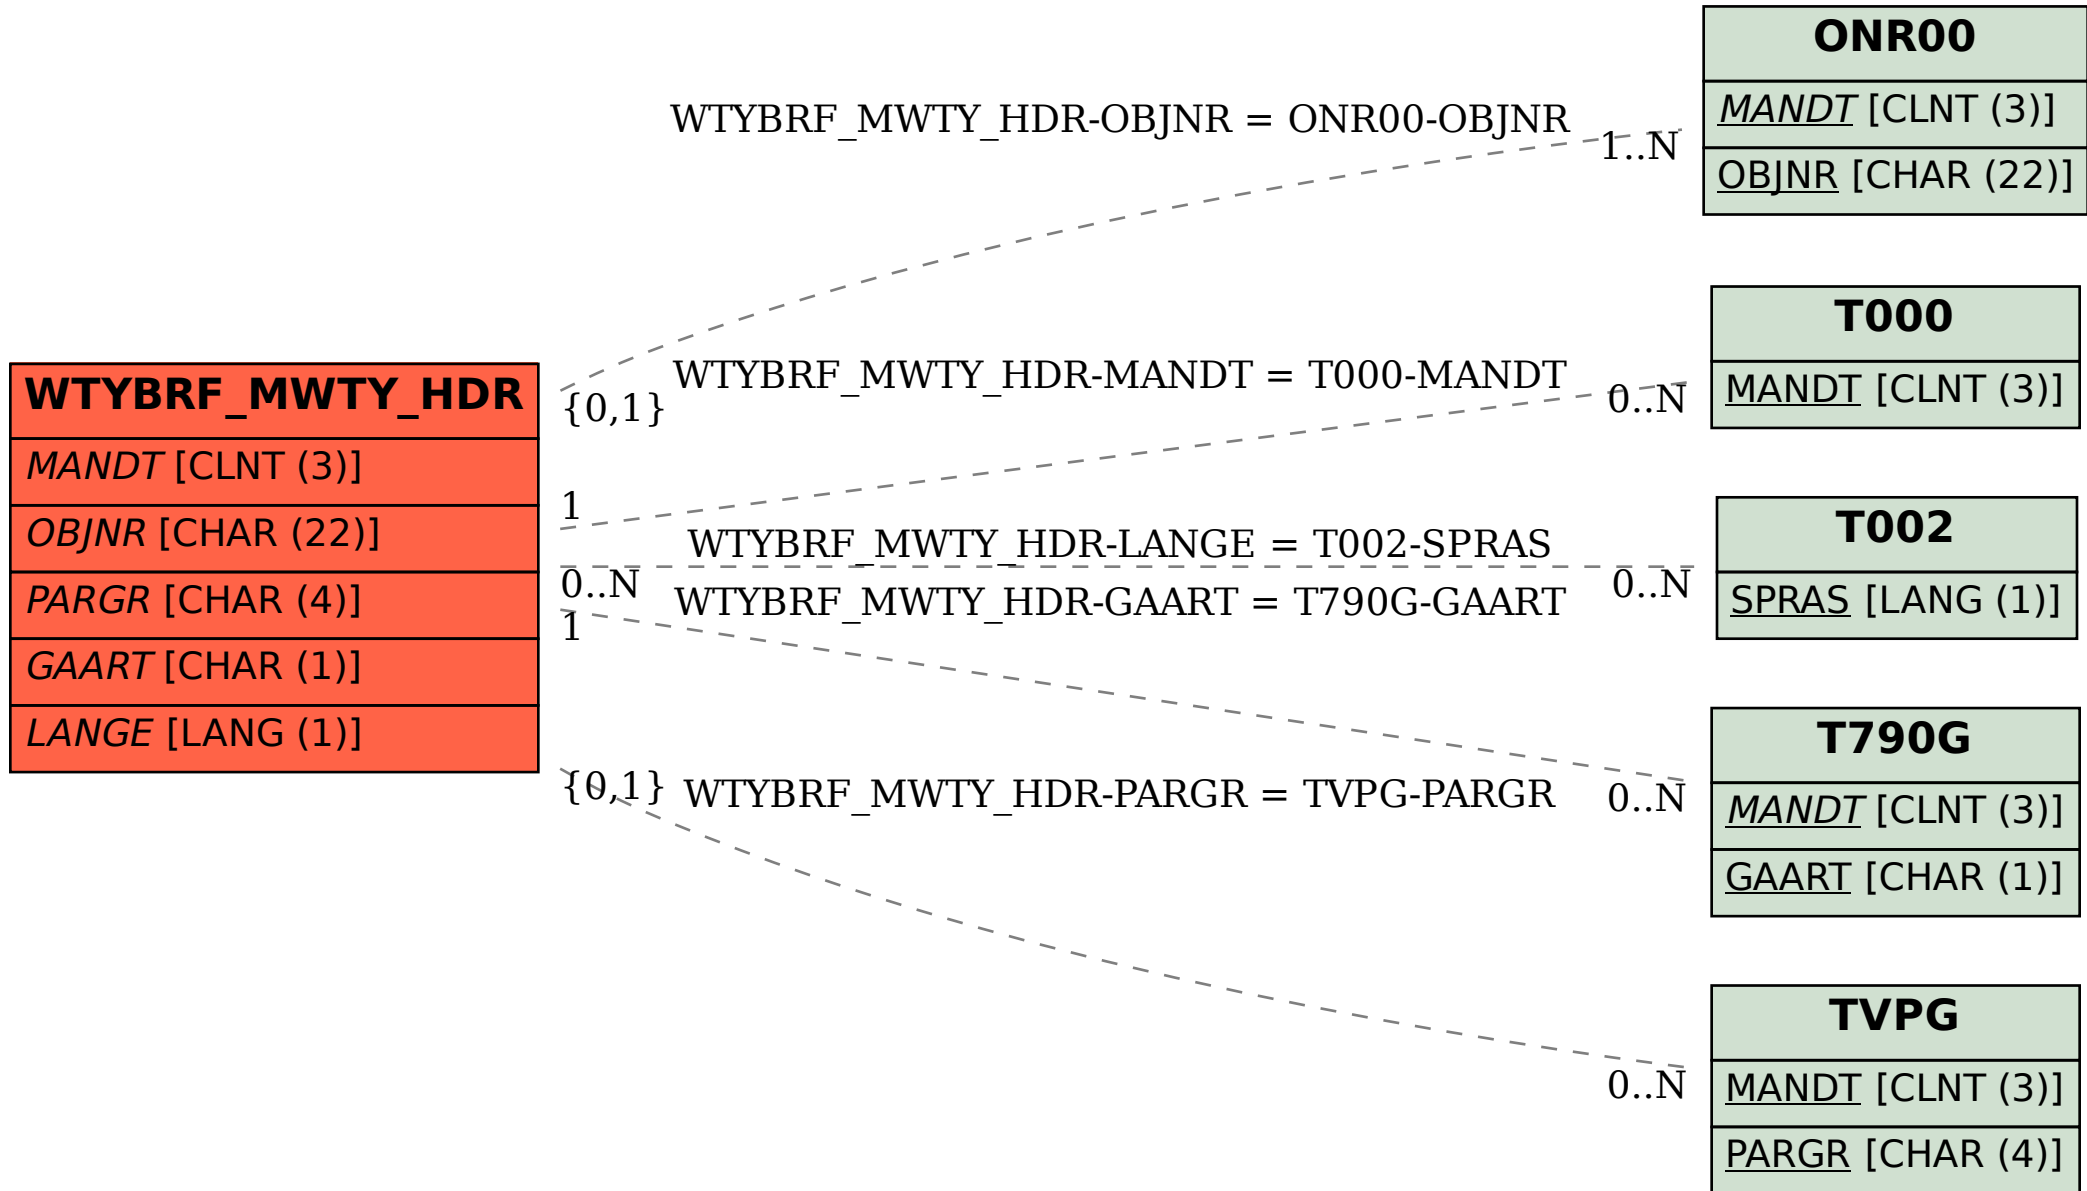 ONR00
MANDT [CLNT (3)]
OBJNR [CHAR (22)]
WTYBRF_MWTY_HDR-OBJNR = ONR00-OBJNR
1..N
{0,1}
T000
MANDT [CLNT (3)]
WTYBRF_MWTY_HDR-MANDT = T000-MANDT
0..N
1
WTYBRF_MWTY_HDR
MANDT [CLNT (3)]
OBJNR [CHAR (22)]
PARGR [CHAR (4)]
GAART [CHAR (1)]
LANGE [LANG (1)]
T002
SPRAS [LANG (1)]
WTYBRF_MWTY_HDR-LANGE = T002-SPRAS
0..N
0..N
WTYBRF_MWTY_HDR-GAART = T790G-GAART
1
0..N
T790G
MANDT [CLNT (3)]
GAART [CHAR (1)]
{0,1}
WTYBRF_MWTY_HDR-PARGR = TVPG-PARGR
0..N
TVPG
MANDT [CLNT (3)]
PARGR [CHAR (4)]